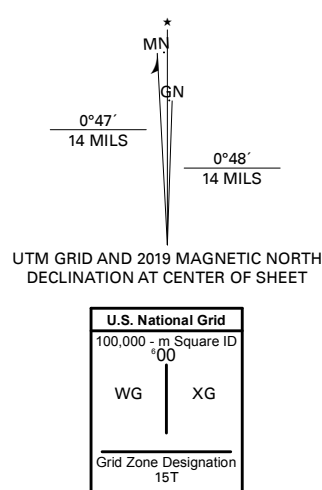 ★
MN
GN
0°47´
14 MILS
0°48´
14 MILS
UTM GRID AND 2019 MAGNETIC NORTH
DECLINATION AT CENTER OF SHEET
U.S. National Grid
100,000 - m Square ID
⁶00
WG XG
Grid Zone Designation
15T